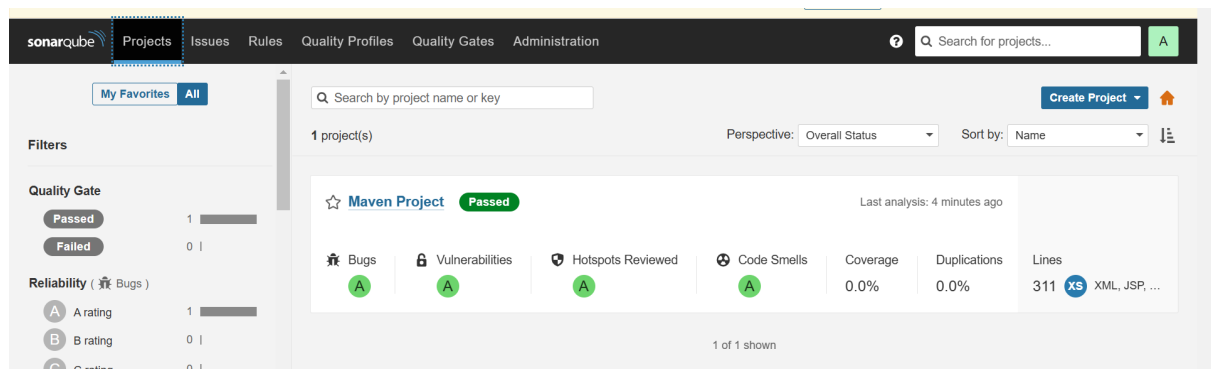 sonarqube Projects Issues Rules Quality Profiles Quality Gates Administration ? Search for projects... A
My Favorites All
Search by project name or key
Create Project
1 project(s)
Perspective: Overall Status
Sort by: Name
Filters
Quality Gate
Passed 1
Failed 0
Reliability ( Bugs )
A A rating 1
B B rating 0
C C rating 0
Maven Project Passed
Last analysis: 4 minutes ago
Bugs Vulnerabilities Hotspots Reviewed Code Smells Coverage Duplications Lines
A A A A 0.0% 0.0% 311 XS XML, JSP, ...
1 of 1 shown